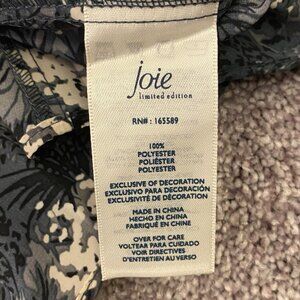 joie
limited edition
RN#: 165589
100%
POLYESTER
POLIÉSTER
POLYESTER
EXCLUSIVE OF DECORATION
EXCLUSIVO PARA DECORACIÓN
EXCLUSIVITÉ DE DÉCORATION
MADE IN CHINA
HECHO EN CHINA
FABRIQUÉ EN CHINE
OVER FOR CARE
VOLTEAR PARA CUIDADO
VOIR DIRECTIVES
D'ENTRETIEN AU VERSO